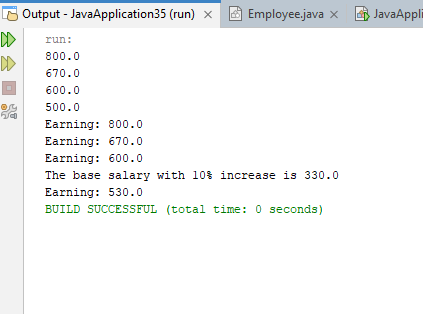 Output - JavaApplication35 (run) × Employee.java × JavaAppli
run:
800.0
670.0
600.0
500.0
Earning: 800.0
Earning: 670.0
Earning: 600.0
The base salary with 10% increase is 330.0
Earning: 530.0
BUILD SUCCESSFUL (total time: 0 seconds)